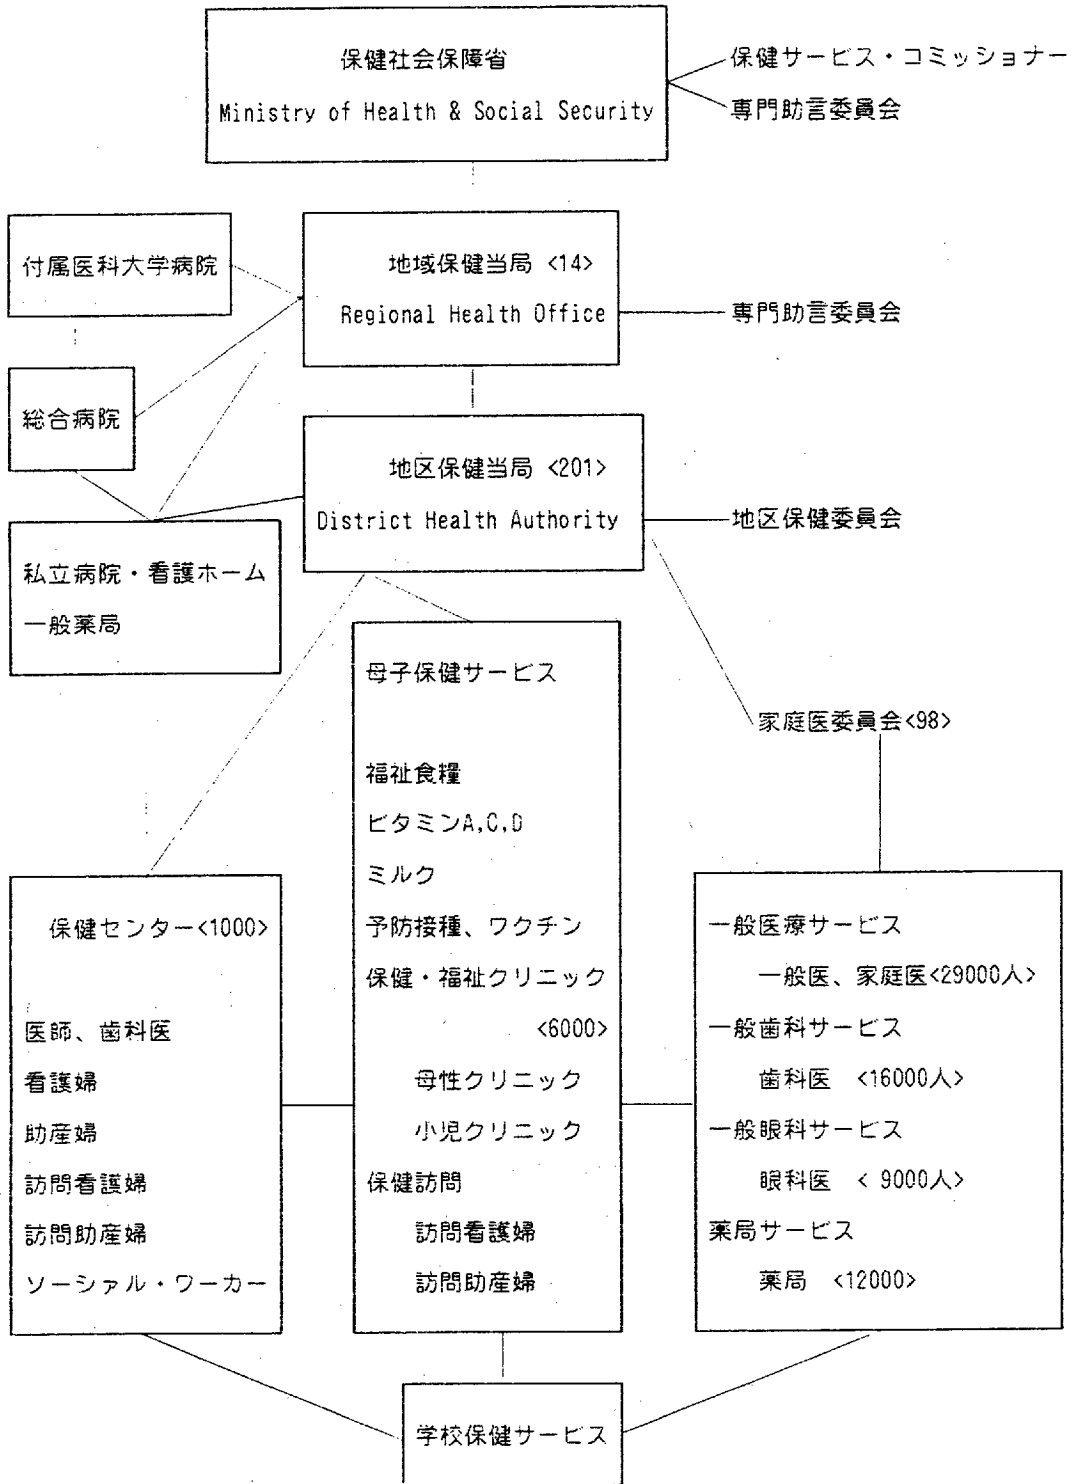 保健社会保障省
Ministry of Health & Social Security
保健サービス・コミッショナー
専門助言委員会
付属医科大学病院
地域保健当局 <14>
Regional Health Office
専門助言委員会
総合病院
地区保健当局 <201>
District Health Authority
地区保健委員会
私立病院・看護ホーム
一般薬局
家庭医委員会<98>
保健センター<1000>
医師、歯科医
看護婦
助産婦
訪問看護婦
訪問助産婦
ソーシァル・ワーカー
母子保健サービス
福祉食糧
ビタミンA,C,D
ミルク
予防接種、ワクチン
保健・福祉クリニック
<6000>
母性クリニック
小児クリニック
保健訪問
訪問看護婦
訪問助産婦
一般医療サービス
一般医、家庭医<29000人>
一般歯科サービス
歯科医 <16000人>
一般眼科サービス
眼科医 < 9000人>
薬局サービス
薬局 <12000>
学校保健サービス